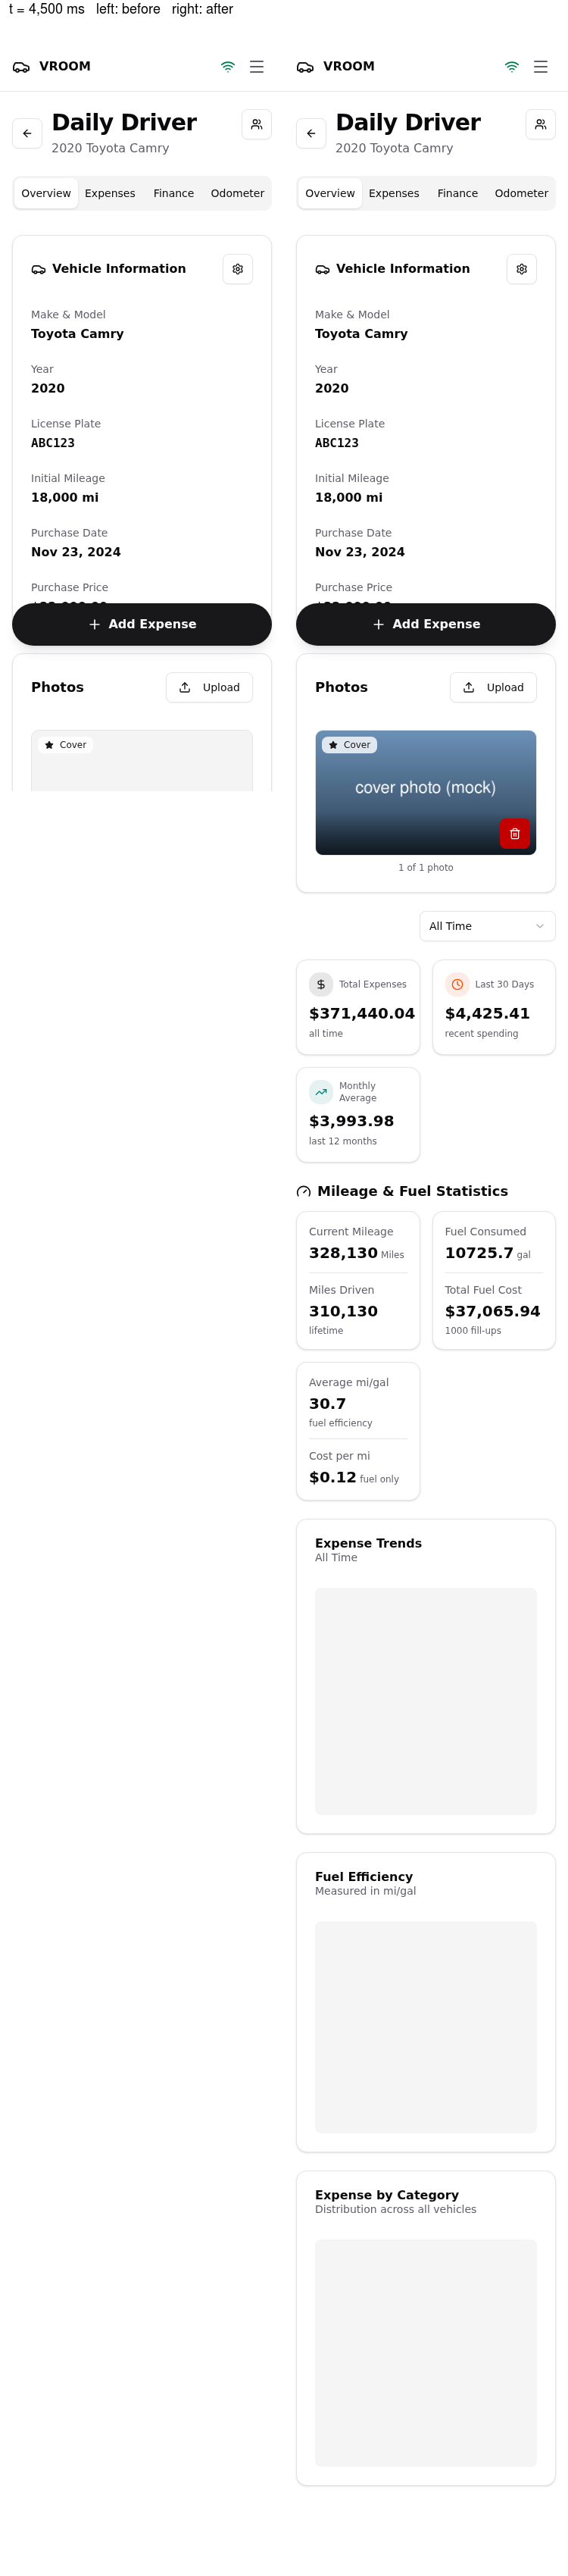 t = 4,500 ms   left: before   right: after
VROOM
Daily Driver
2020 Toyota Camry
Overview
Expenses
Finance
Odometer
Vehicle Information
Make & Model
Toyota Camry
Year
2020
License Plate
ABC123
Initial Mileage
18,000 mi
Purchase Date
Nov 23, 2024
Purchase Price
Add Expense
Photos
Upload
Cover
VROOM
Daily Driver
2020 Toyota Camry
Overview
Expenses
Finance
Odometer
Vehicle Information
Make & Model
Toyota Camry
Year
2020
License Plate
ABC123
Initial Mileage
18,000 mi
Purchase Date
Nov 23, 2024
Purchase Price
Add Expense
Photos
Upload
Cover
cover photo (mock)
1 of 1 photo
All Time
Total Expenses
$371,440.04
all time
Last 30 Days
$4,425.41
recent spending
Monthly
Average
$3,993.98
last 12 months
Mileage & Fuel Statistics
Current Mileage
328,130 Miles
Miles Driven
310,130
lifetime
Fuel Consumed
10725.7 gal
Total Fuel Cost
$37,065.94
1000 fill-ups
Average mi/gal
30.7
fuel efficiency
Cost per mi
$0.12 fuel only
Expense Trends
All Time
Fuel Efficiency
Measured in mi/gal
Expense by Category
Distribution across all vehicles